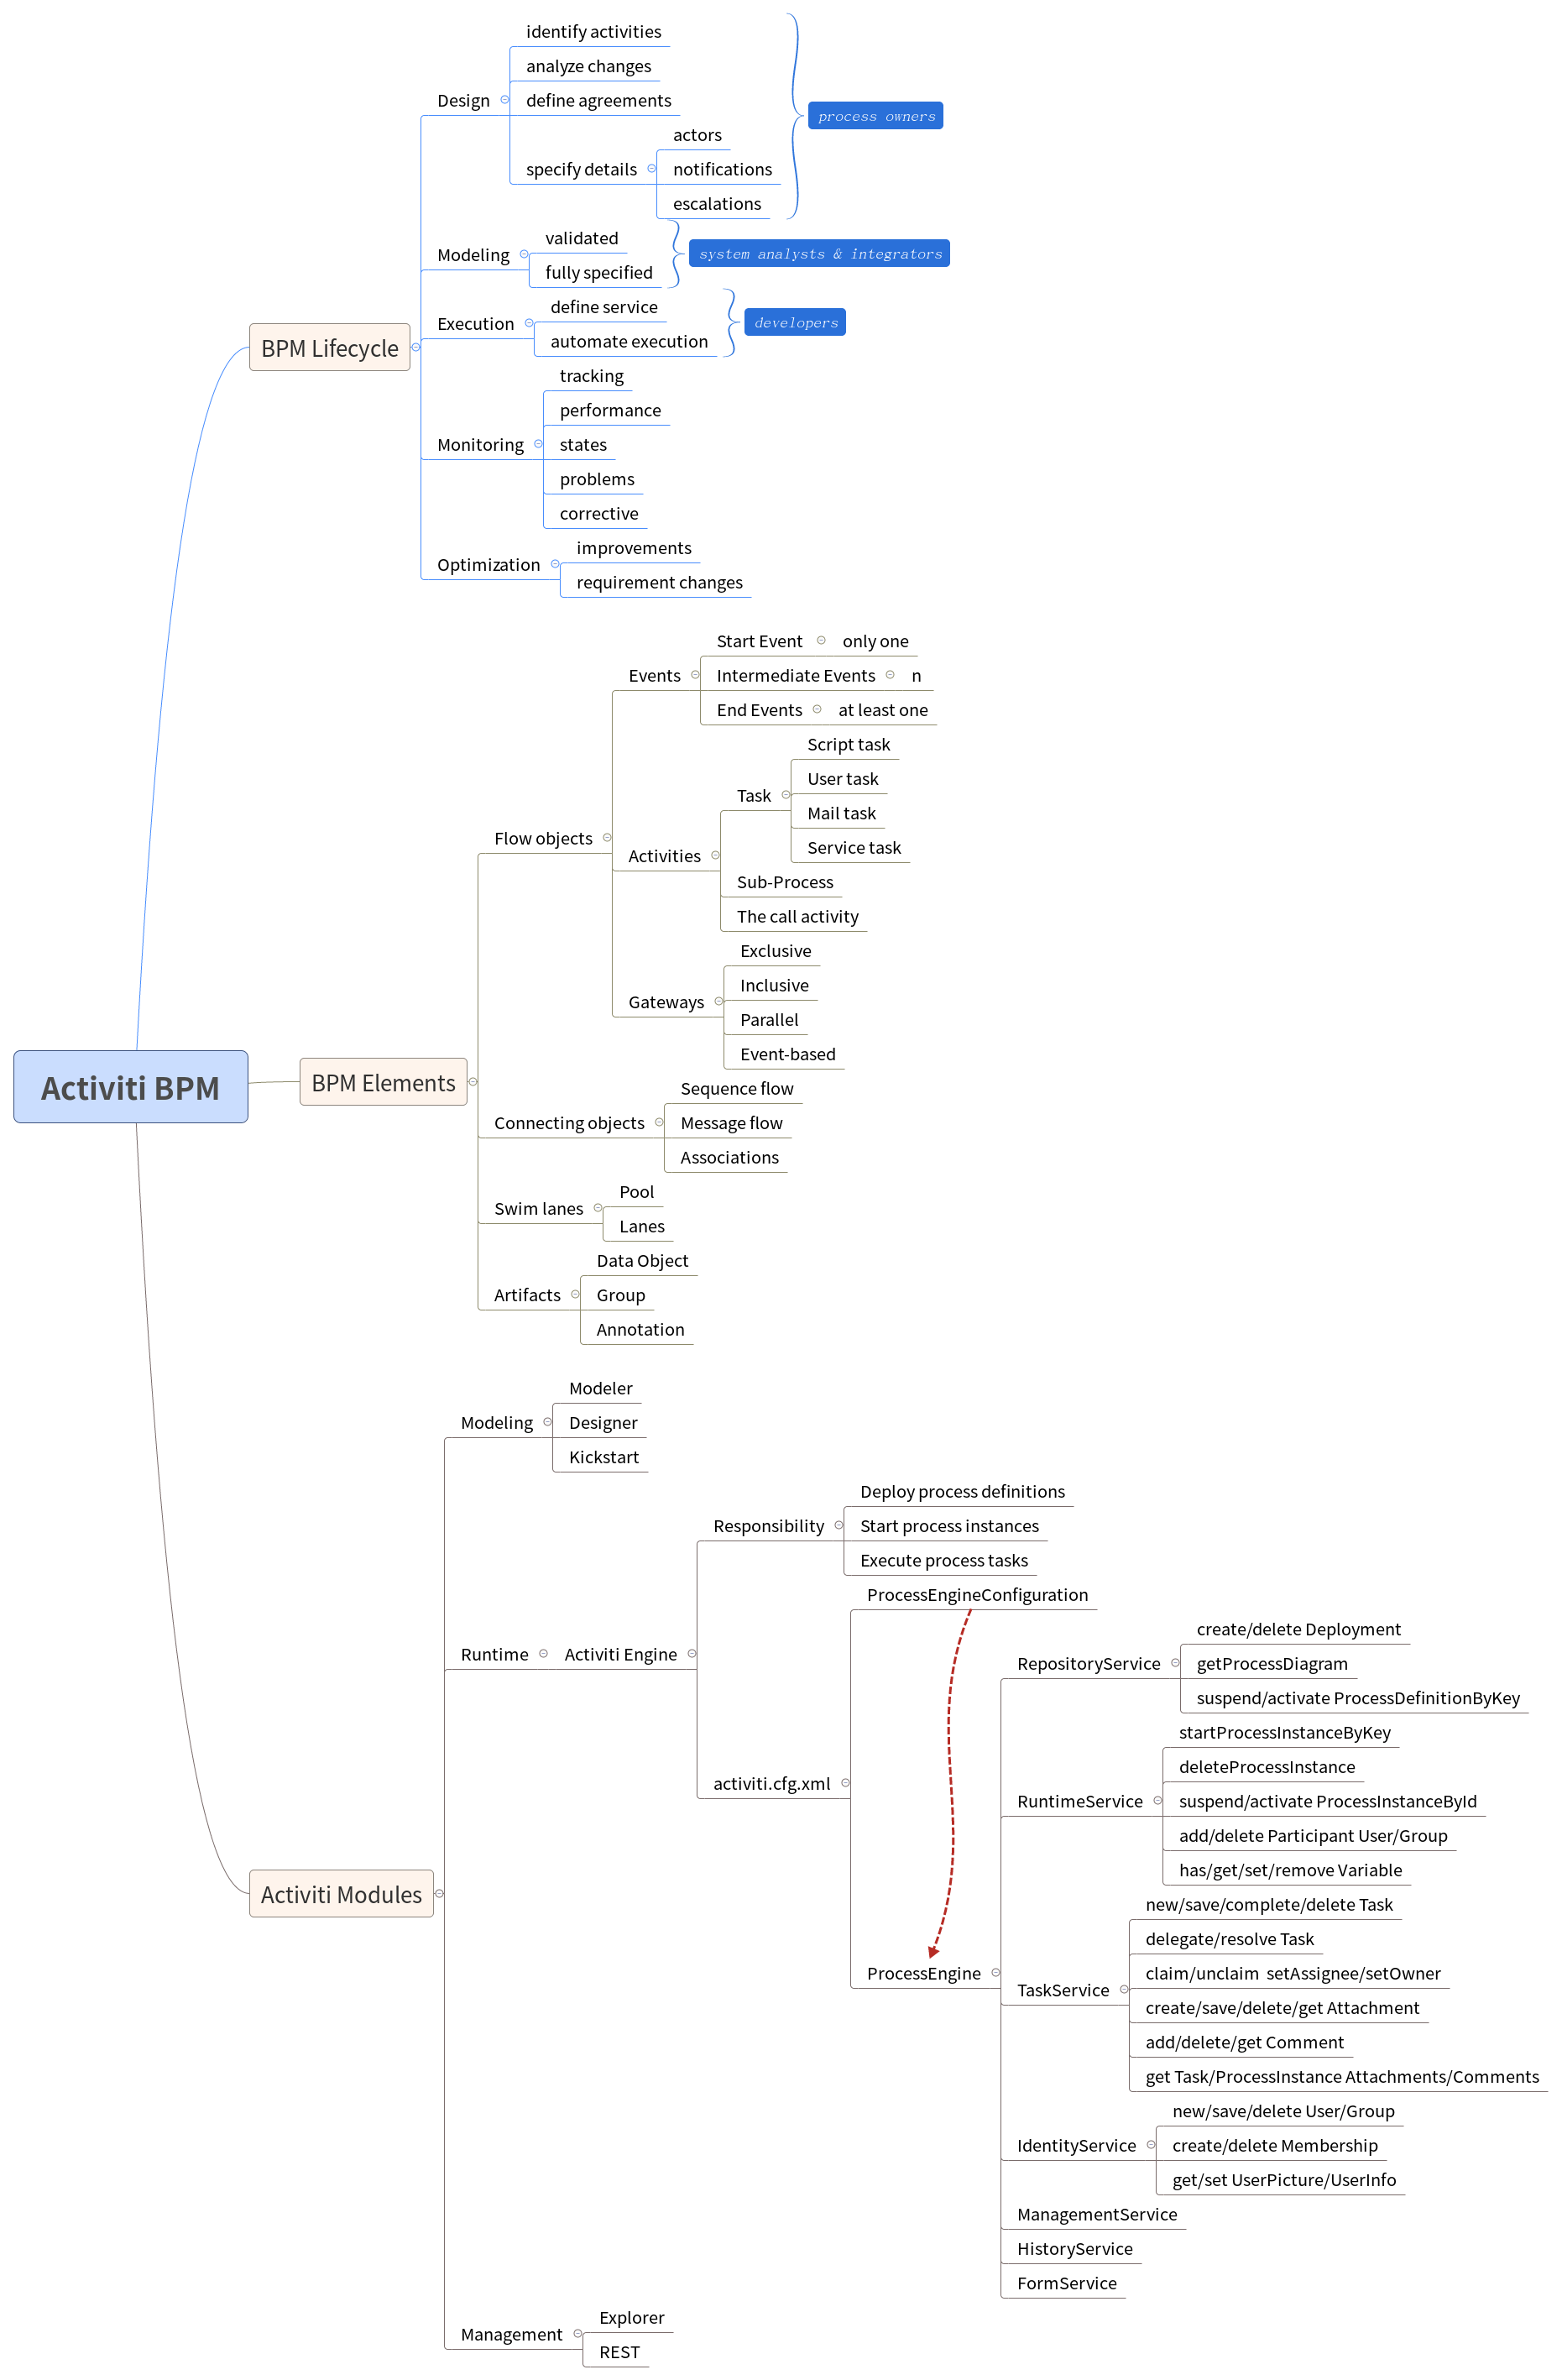 identify activities
analyze changes
Design
define agreements
process owners
actors
specify details
notifications
escalations
validated
Modeling
system analysts & integrators
fully specified
define service
Execution
developers
automate execution
BPM Lifecycle
tracking
performance
Monitoring
states
problems
corrective
improvements
Optimization
requirement changes
Start Event only one
Events
Intermediate Events n
End Events at least one
Script task
User task
Task
Mail task
Flow objects
Service task
Activities
Sub-Process
The call activity
Exclusive
Inclusive
Gateways
Parallel
Event-based
Activiti BPM
BPM Elements
Sequence flow
Connecting objects
Message flow
Associations
Pool
Swim lanes
Lanes
Data Object
Artifacts
Group
Annotation
Modeler
Modeling
Designer
Kickstart
Deploy process definitions
Responsibility
Start process instances
Execute process tasks
ProcessEngineConfiguration
Runtime
Activiti Engine
create/delete Deployment
RepositoryService
getProcessDiagram
suspend/activate ProcessDefinitionByKey
startProcessInstanceByKey
activiti.cfg.xml
deleteProcessInstance
RuntimeService
suspend/activate ProcessInstanceById
add/delete Participant User/Group
has/get/set/remove Variable
Activiti Modules
new/save/complete/delete Task
delegate/resolve Task
ProcessEngine
TaskService
claim/unclaim setAssignee/setOwner
create/save/delete/get Attachment
add/delete/get Comment
get Task/ProcessInstance Attachments/Comments
new/save/delete User/Group
IdentityService
create/delete Membership
get/set UserPicture/UserInfo
ManagementService
HistoryService
FormService
Explorer
Management
REST